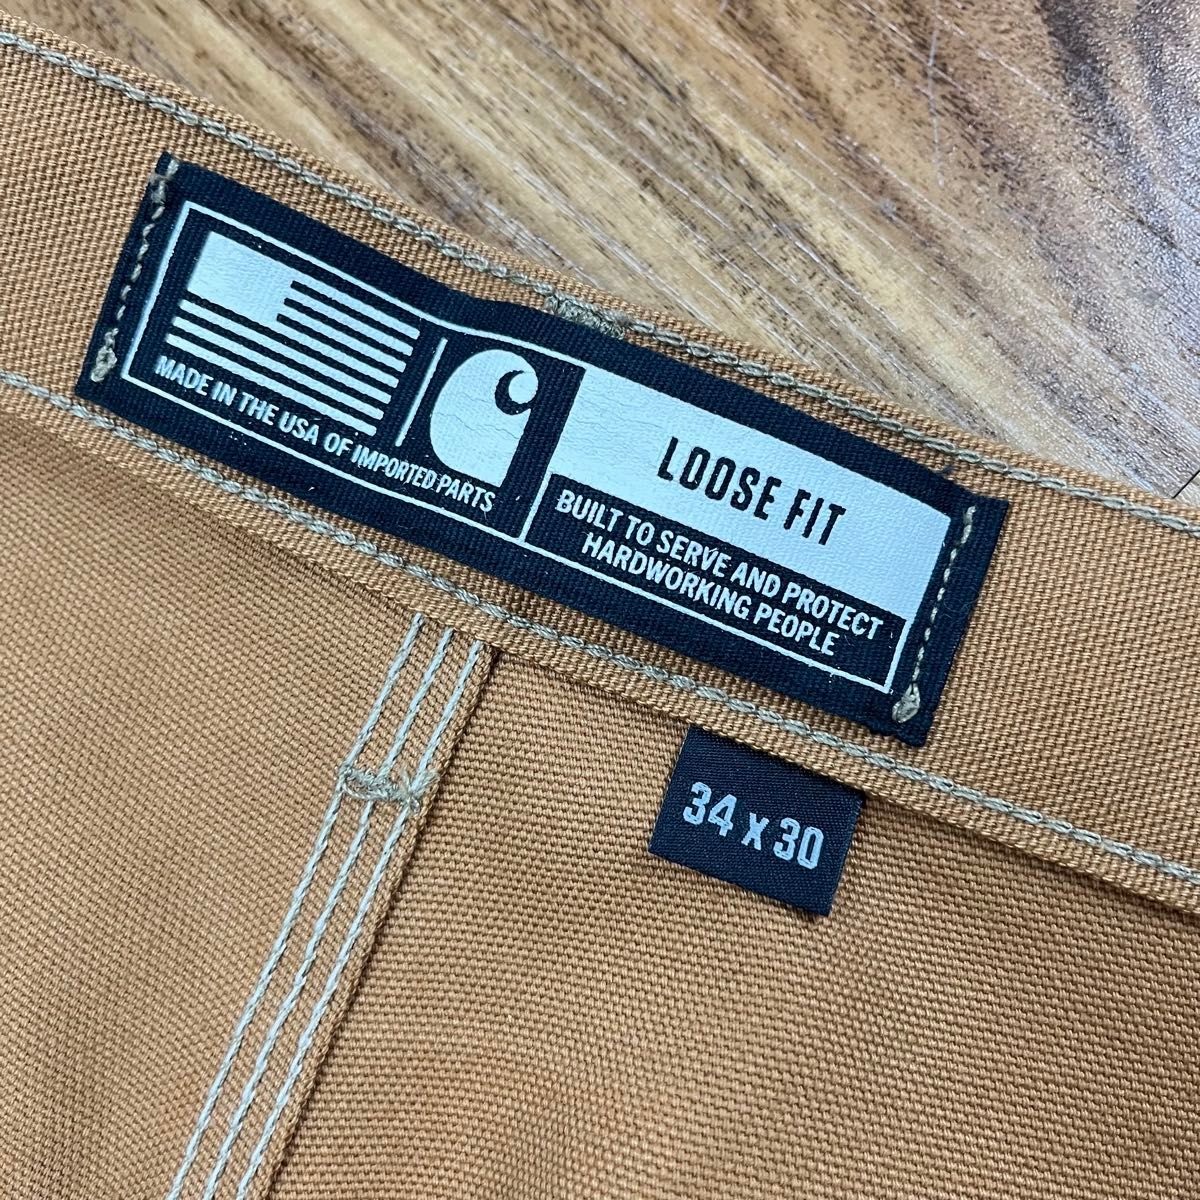 MADE IN THE USA OF IMPORTED PARTS
LOOSE FIT
BUILT TO SERVE AND PROTECT
HARDWORKING PEOPLE
34 x 30